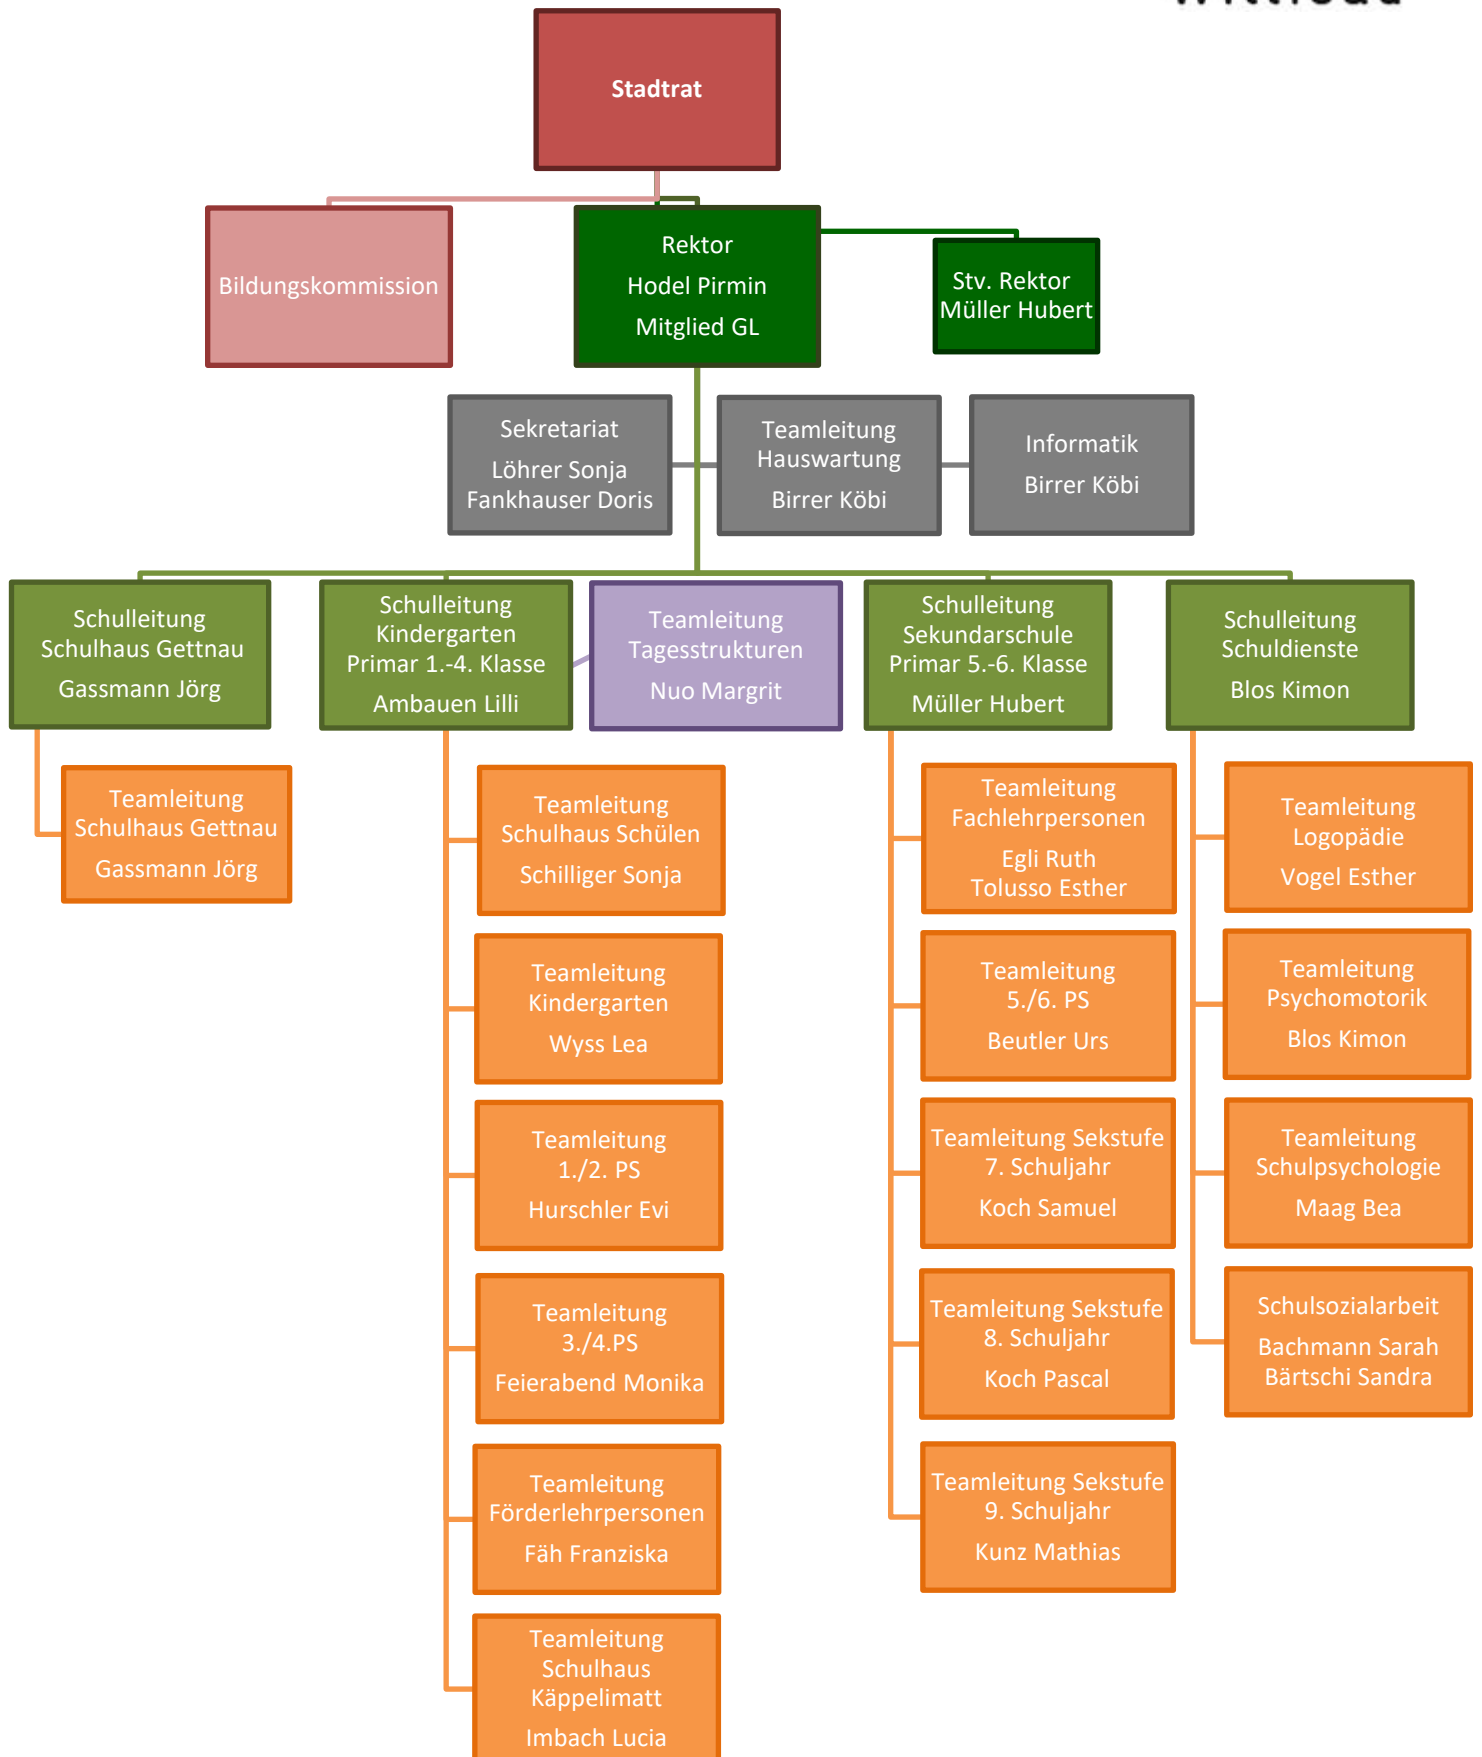 Stadtrat
Bildungskommission
Rektor
Hodel Pirmin
Mitglied GL
Stv. Rektor
Müller Hubert
Sekretariat
Löhrer Sonja
Fankhauser Doris
Teamleitung
Hauswartung
Birrer Köbi
Informatik
Birrer Köbi
Schulleitung
Schulhaus Gettnau
Gassmann Jörg
Schulleitung
Kindergarten
Primar 1.-4. Klasse
Ambauen Lilli
Teamleitung
Tagesstrukturen
Nuo Margrit
Schulleitung
Sekundarschule
Primar 5.-6. Klasse
Müller Hubert
Schulleitung
Schuldienste
Blos Kimon
Teamleitung
Schulhaus Gettnau
Gassmann Jörg
Teamleitung
Schulhaus Schülen
Schilliger Sonja
Teamleitung
Kindergarten
Wyss Lea
Teamleitung
1./2. PS
Hurschler Evi
Teamleitung
3./4.PS
Feierabend Monika
Teamleitung
Förderlehrpersonen
Fäh Franziska
Teamleitung
Schulhaus
Käppelimatt
Imbach Lucia
Teamleitung
Fachlehrpersonen
Egli Ruth
Tolusso Esther
Teamleitung
5./6. PS
Beutler Urs
Teamleitung Sekstufe
7. Schuljahr
Koch Samuel
Teamleitung Sekstufe
8. Schuljahr
Koch Pascal
Teamleitung Sekstufe
9. Schuljahr
Kunz Mathias
Teamleitung
Logopädie
Vogel Esther
Teamleitung
Psychomotorik
Blos Kimon
Teamleitung
Schulpsychologie
Maag Bea
Schulsozialarbeit
Bachmann Sarah
Bärtschi Sandra